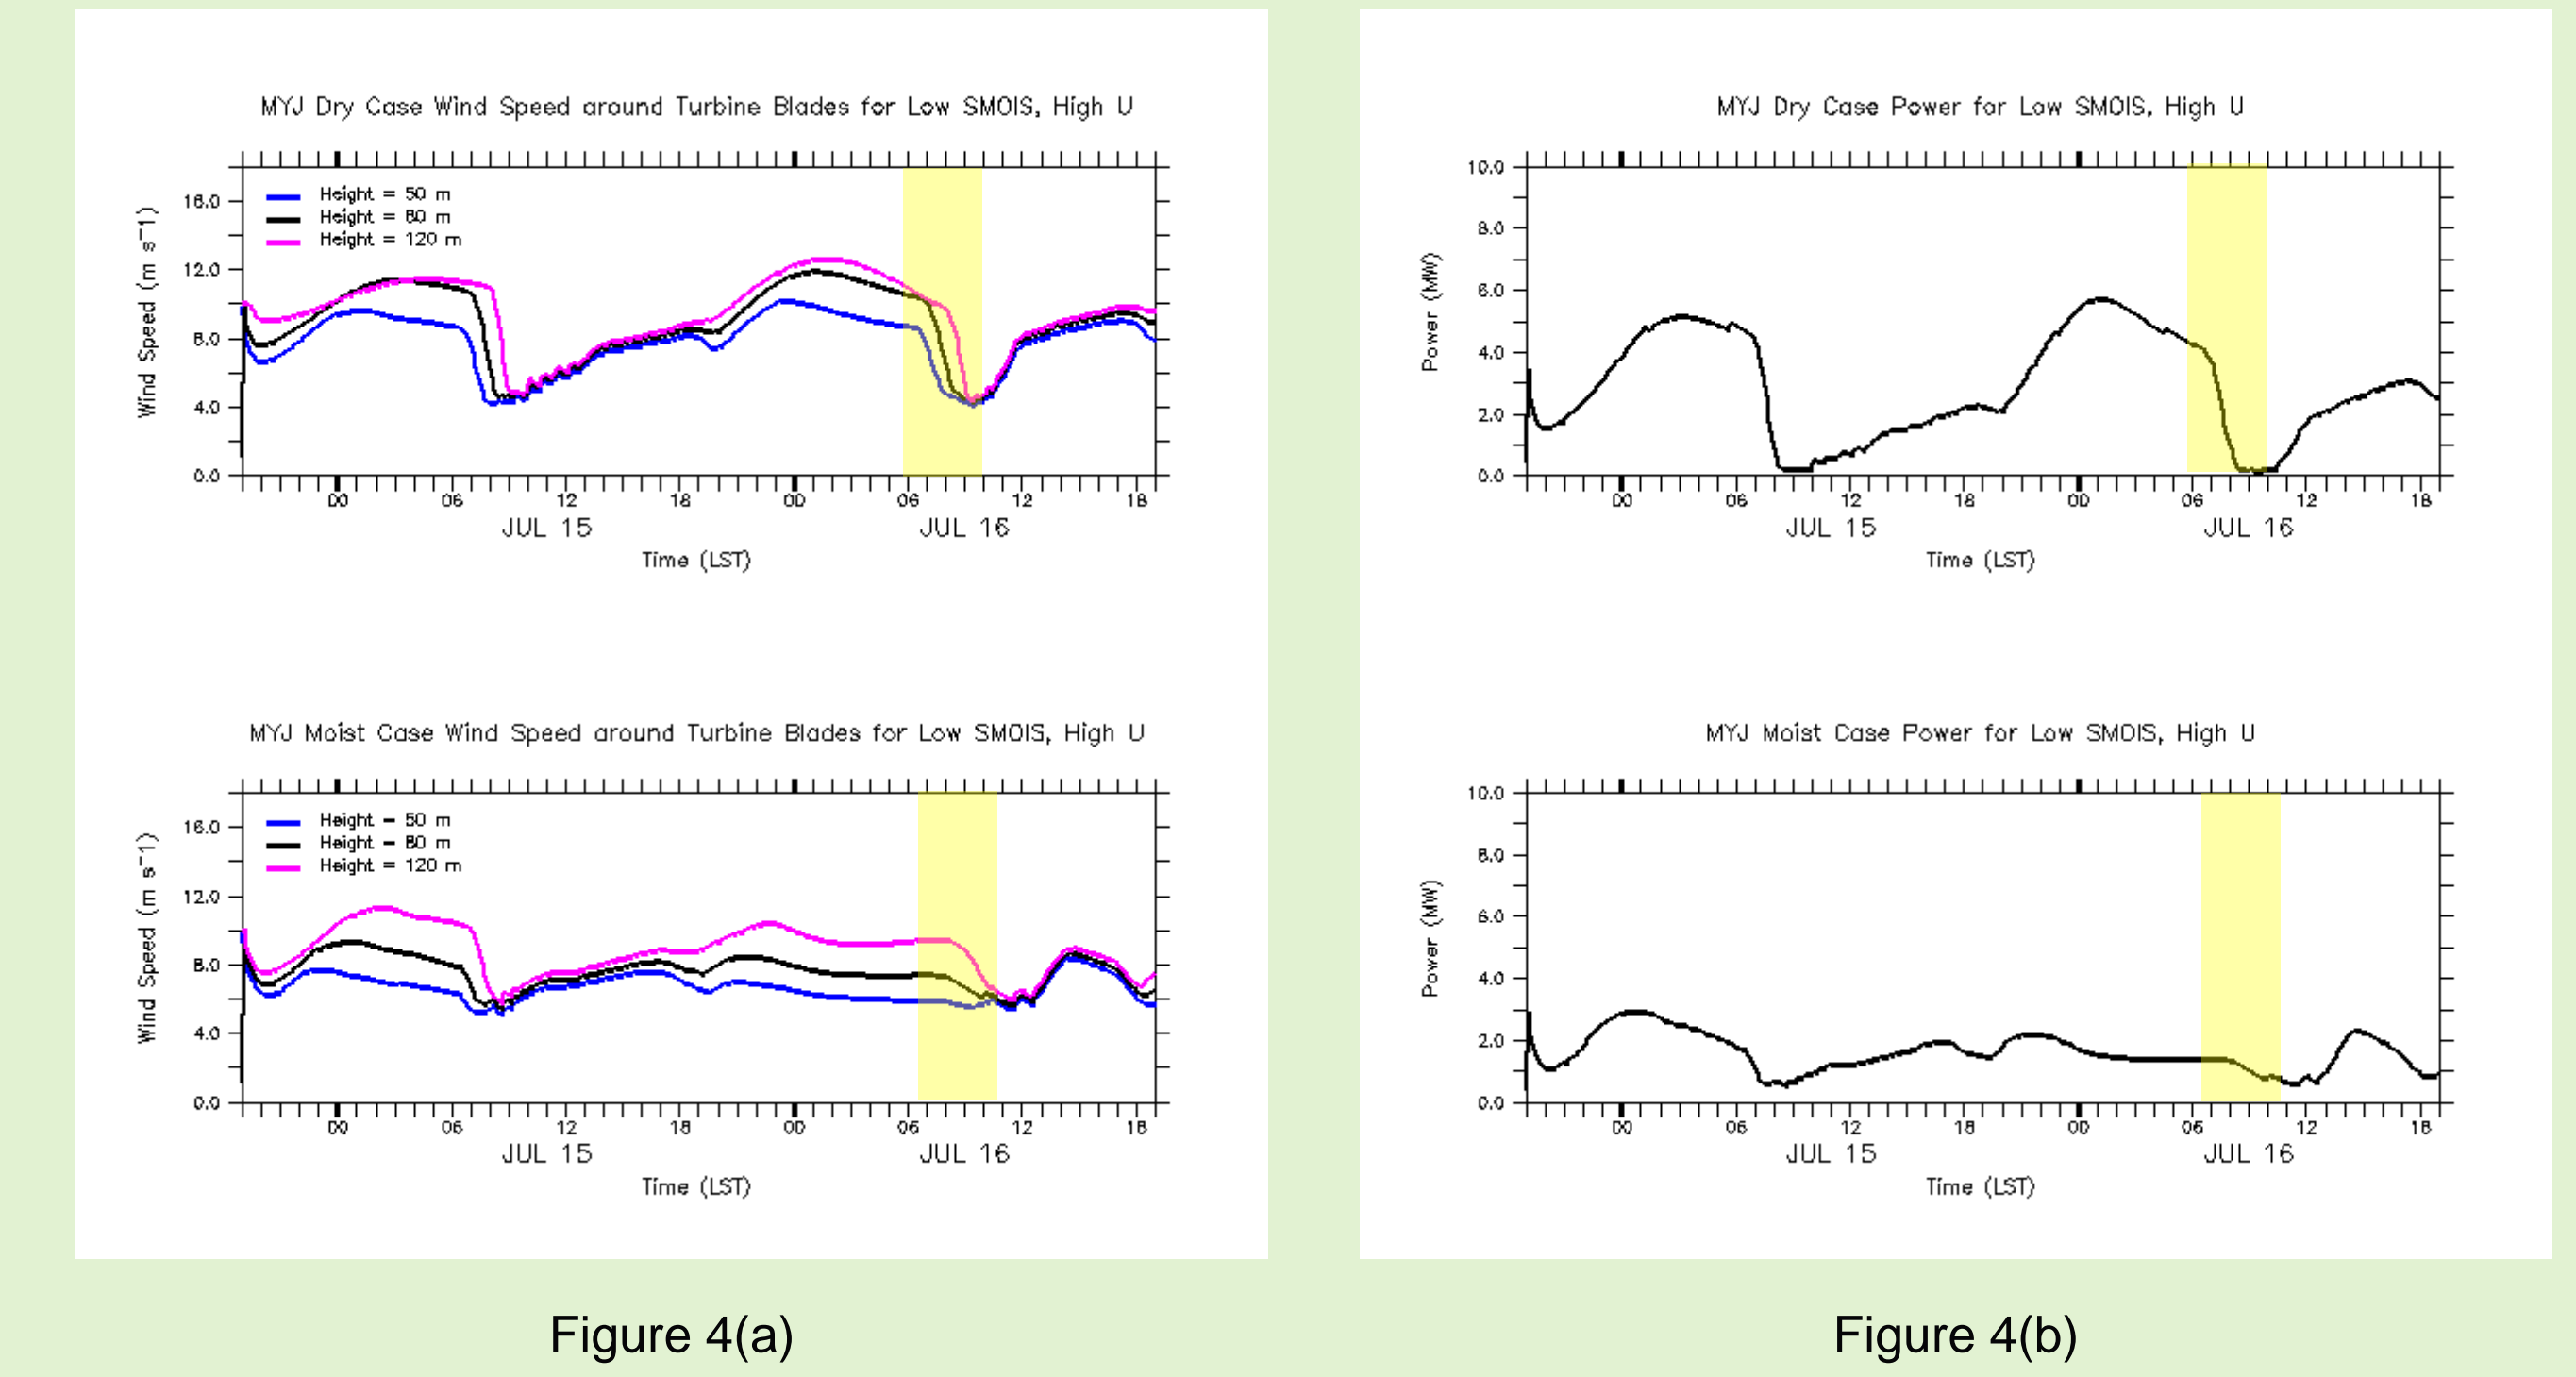 MYJ Dry Case Wind Speed around Turbine Blades for Low SMOIS, High U
Wind Speed (m s⁻¹)
16.0
12.0
8.0
4.0
0.0
Height = 50 m
Height = 80 m
Height = 120 m
00 06 12 18 00 06 12 18
JUL 15 JUL 16
Time (LST)
MYJ Moist Case Wind Speed around Turbine Blades for Low SMOIS, High U
Wind Speed (m s⁻¹)
16.0
12.0
8.0
4.0
0.0
Height = 50 m
Height = 80 m
Height = 120 m
00 06 12 18 00 06 12 18
JUL 15 JUL 16
Time (LST)
Figure 4(a)
MYJ Dry Case Power for Low SMOIS, High U
Power (MW)
10.0
8.0
6.0
4.0
2.0
0.0
00 06 12 18 00 06 12 18
JUL 15 JUL 16
Time (LST)
MYJ Moist Case Power for Low SMOIS, High U
Power (MW)
10.0
8.0
6.0
4.0
2.0
0.0
00 06 12 18 00 06 12 18
JUL 15 JUL 16
Time (LST)
Figure 4(b)